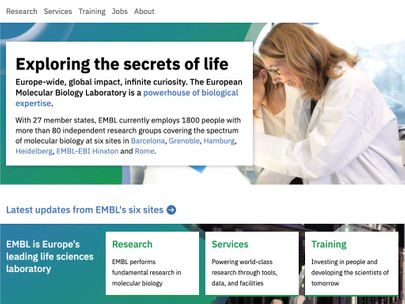 Research Services Training Jobs About
Exploring the secrets of life
Europe-wide, global impact, infinite curiosity. The European
Molecular Biology Laboratory is a powerhouse of biological
expertise.
With 27 member states, EMBL currently employs 1800 people with
more than 80 independent research groups covering the spectrum
of molecular biology at six sites in Barcelona, Grenoble, Hamburg,
Heidelberg, EMBL-EBI Hinxton and Rome.
Latest updates from EMBL's six sites
EMBL is Europe's
leading life sciences
laboratory
Research
EMBL performs
fundamental research in
molecular biology
Services
Powering world-class
research through tools,
data, and facilities
Training
Investing in people and
developing the scientists of
tomorrow